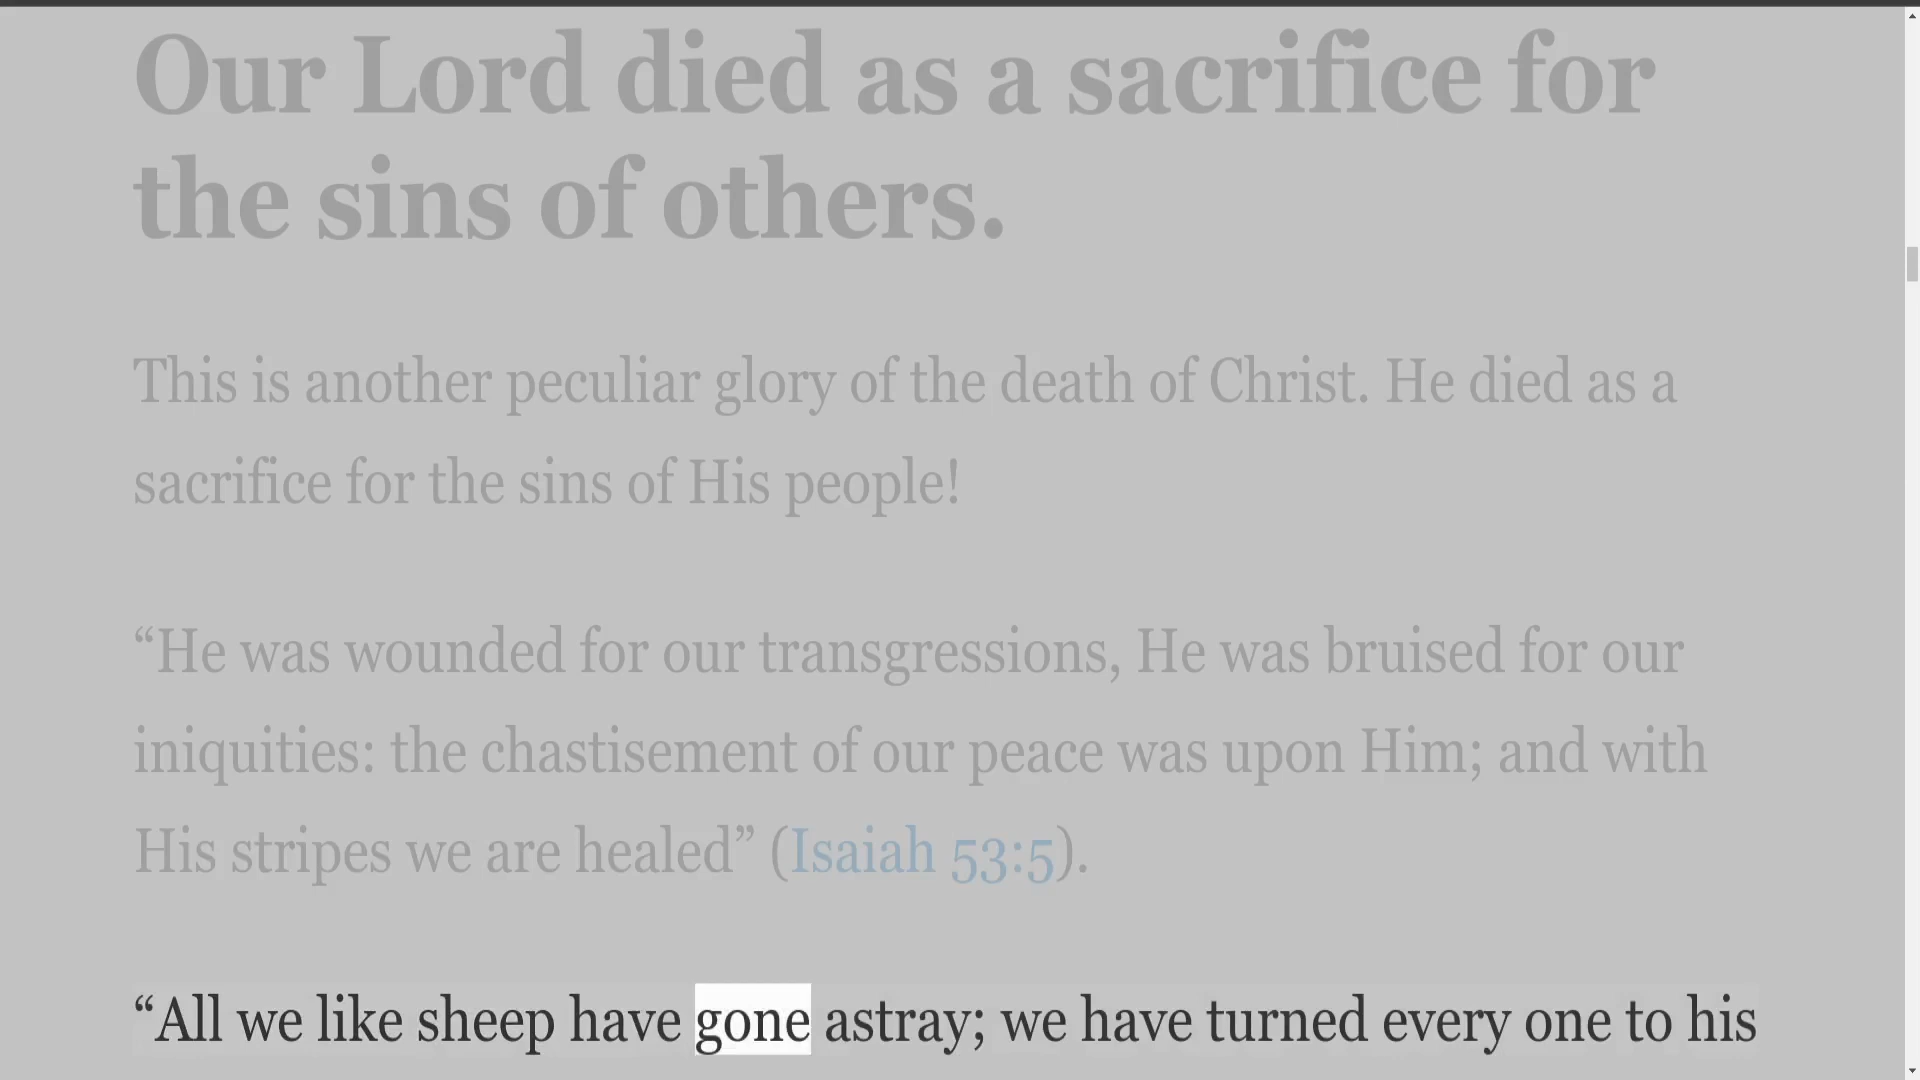 Our Lord died as a sacrifice for
the sins of others.
This is another peculiar glory of the death of Christ. He died as a
sacrifice for the sins of His people!
“He was wounded for our transgressions, He was bruised for our
iniquities: the chastisement of our peace was upon Him; and with
His stripes we are healed” (Isaiah 53:5).
“All we like sheep have gone astray; we have turned every one to his